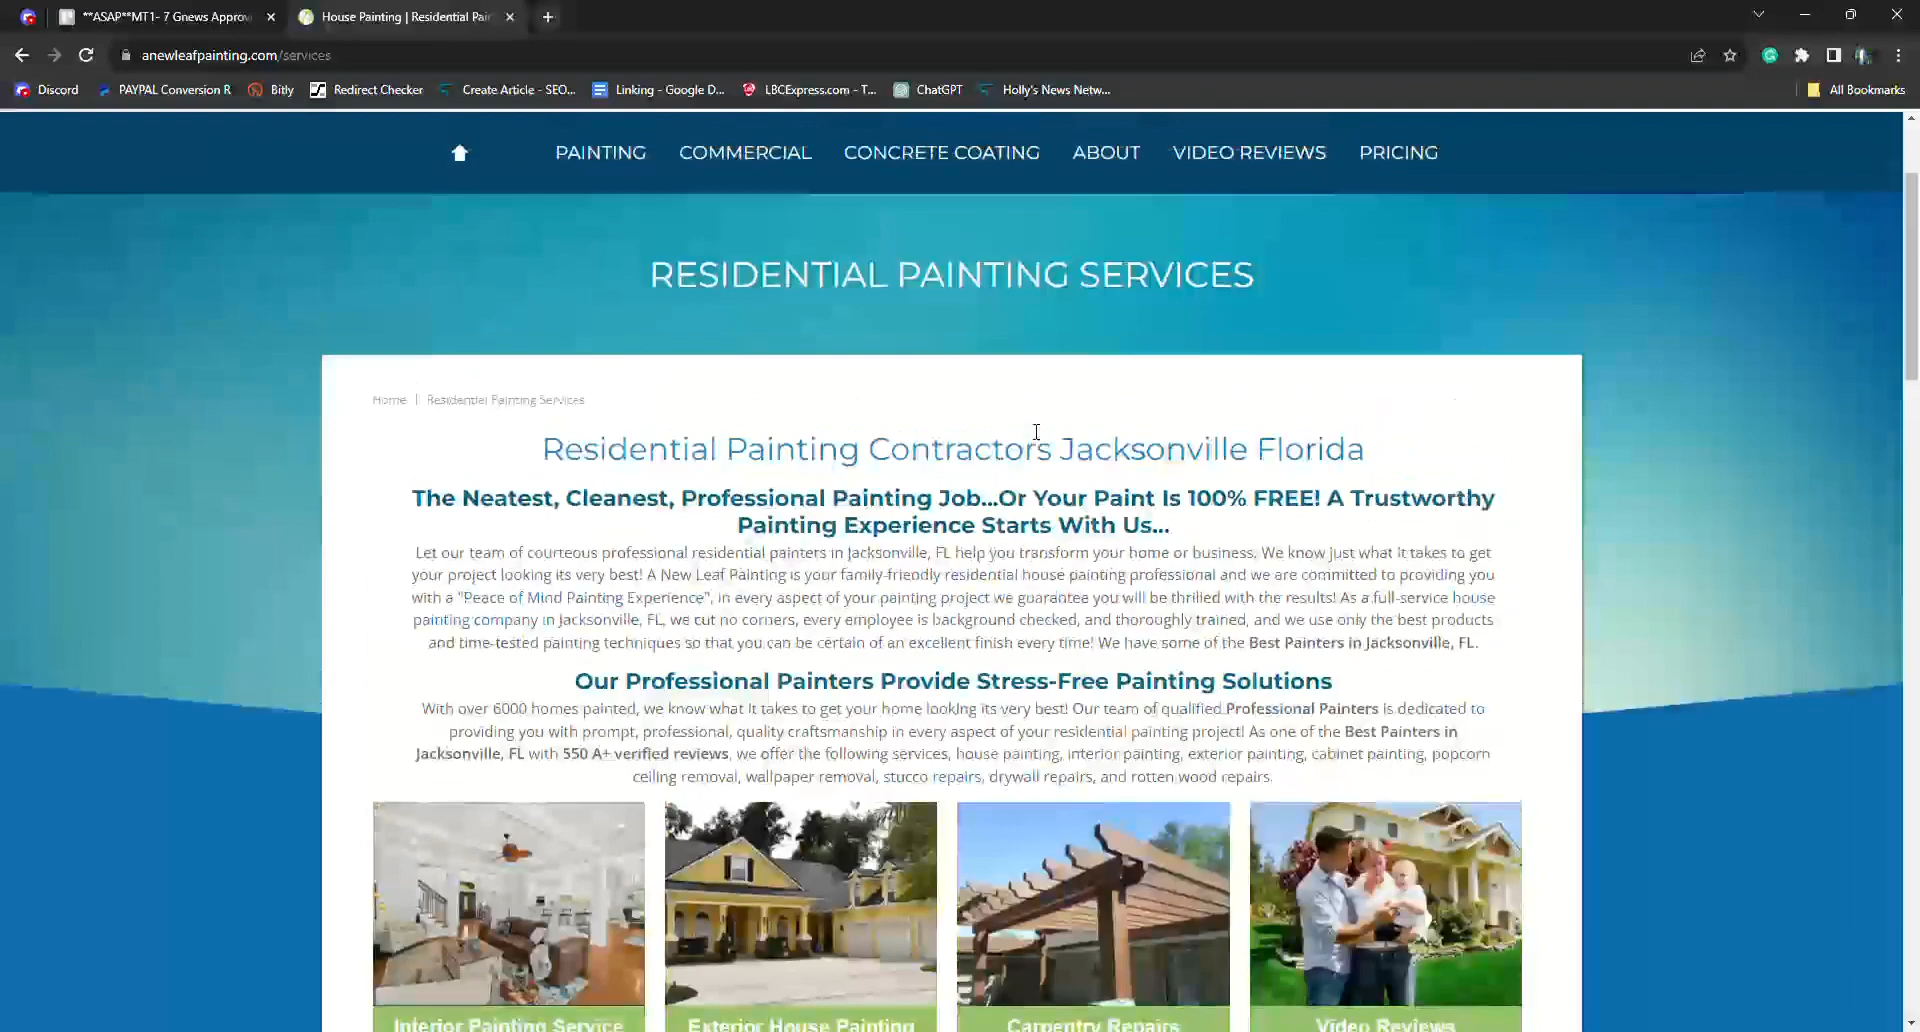 **ASAP**MT1- 7 Gnews Approv
House Painting | Residential Pai
anewleafpainting.com/services
Discord
PAYPAL Conversion R
Bitly
Redirect Checker
Create Article - SEO...
Linking - Google D...
LBCExpress.com - T...
ChatGPT
Holly's News Netw...
All Bookmarks
PAINTING
COMMERCIAL
CONCRETE COATING
ABOUT
VIDEO REVIEWS
PRICING
RESIDENTIAL PAINTING SERVICES
Home | Residential Painting Services
Residential Painting Contractors Jacksonville Florida
The Neatest, Cleanest, Professional Painting Job...Or Your Paint Is 100% FREE! A Trustworthy
Painting Experience Starts With Us...
Let our team of courteous professional residential painters in Jacksonville, FL help you transform your home or business. We know just what it takes to get
your project looking its very best! A New Leaf Painting is your family-friendly residential house painting professional and we are committed to providing you
with a "Peace of Mind Painting Experience", in every aspect of your painting project we guarantee you will be thrilled with the results! As a full-service house
painting company in Jacksonville, FL, we cut no corners, every employee is background checked, and thoroughly trained, and we use only the best products
and time-tested painting techniques so that you can be certain of an excellent finish every time! We have some of the Best Painters in Jacksonville, FL.
Our Professional Painters Provide Stress-Free Painting Solutions
With over 6000 homes painted, we know what it takes to get your home looking its very best! Our team of qualified Professional Painters is dedicated to
providing you with prompt, professional, quality craftsmanship in every aspect of your residential painting project! As one of the Best Painters in
Jacksonville, FL with 550 A+ verified reviews, we offer the following services, house painting, interior painting, exterior painting, cabinet painting, popcorn
ceiling removal, wallpaper removal, stucco repairs, drywall repairs, and rotten wood repairs.
Interior Painting Service
Exterior House Painting
Carpentry Repairs
Video Reviews